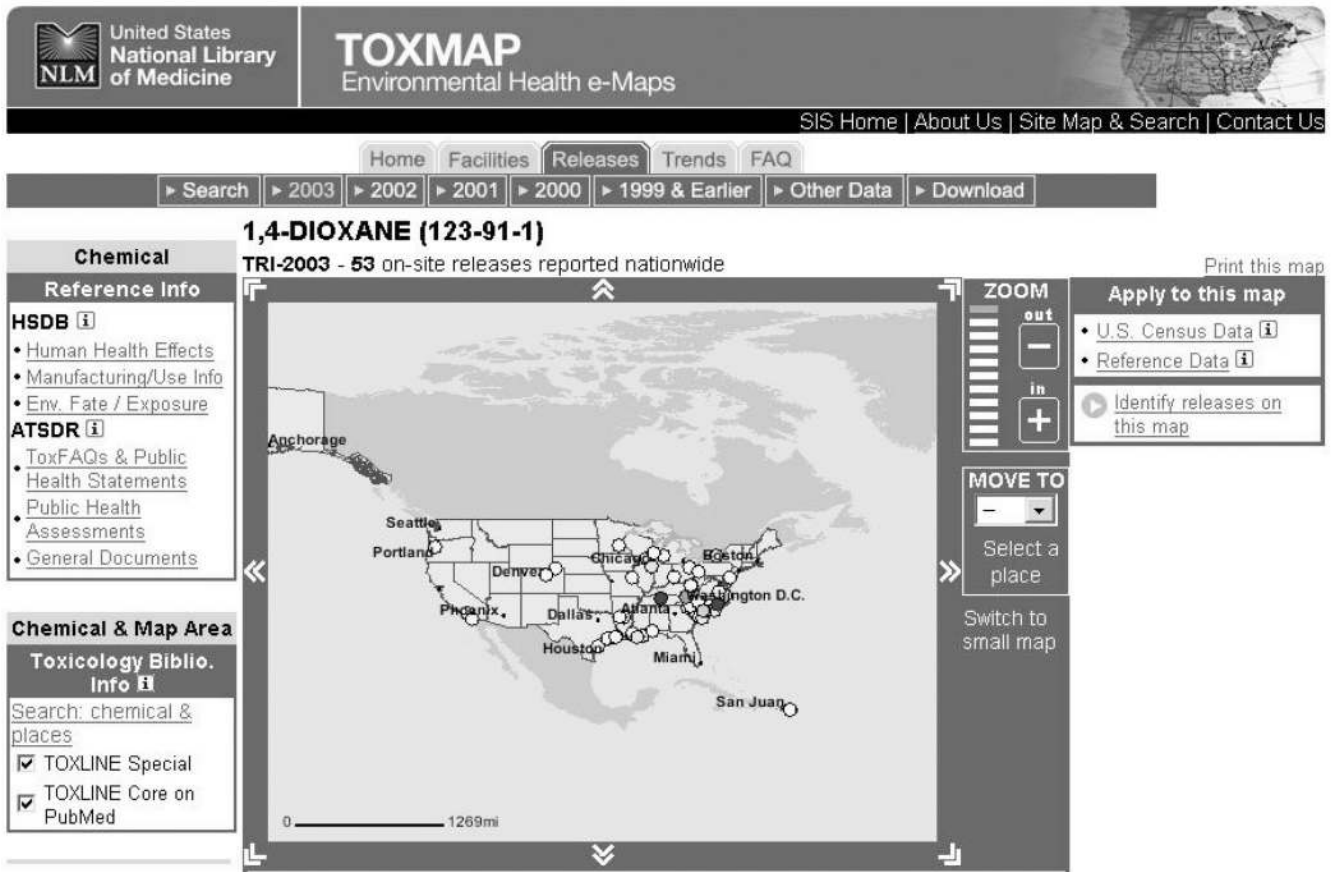 United States
National Library
of Medicine
NLM
TOXMAP
Environmental Health e-Maps
SIS Home | About Us | Site Map & Search | Contact Us
Home Facilities Releases Trends FAQ
Search 2003 2002 2001 2000 1999 & Earlier Other Data Download
1,4-DIOXANE (123-91-1)
TRI-2003 - 53 on-site releases reported nationwide
Print this map
Chemical
Reference Info
HSDB i
• Human Health Effects
• Manufacturing/Use Info
• Env. Fate / Exposure
ATSDR i
• ToxFAQs & Public
Health Statements
• Public Health
Assessments
• General Documents
Chemical & Map Area
Toxicology Biblio.
Info i
Search: chemical &
places
TOXLINE Special
TOXLINE Core on
PubMed
Anchorage
Seattle
Portland
Chicago
Boston
Denver
Washington D.C.
Phoenix
Dallas
Atlanta
Houston
Miami
San Juan
0 1269mi
ZOOM
out
in
MOVE TO
–
Select a
place
Switch to
small map
Apply to this map
• U.S. Census Data i
• Reference Data i
Identify releases on
this map